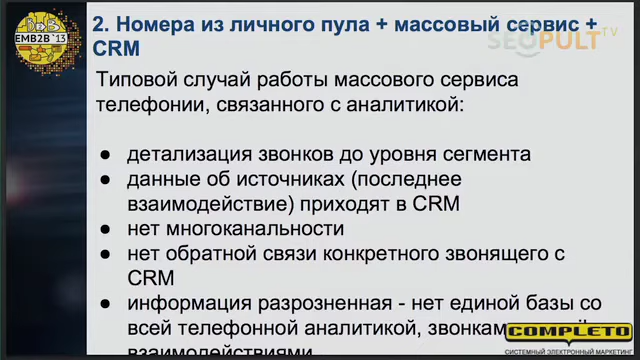 B2B
EMB2B`13
2. Номера из личного пула + массовый сервис +
CRM
SEOPULT TV
Типовой случай работы массового сервиса
телефонии, связанного с аналитикой:
● детализация звонков до уровня сегмента
● данные об источниках (последнее
взаимодействие) приходят в CRM
● нет многоканальности
● нет обратной связи конкретного звонящего с
CRM
● информация разрозненная - нет единой базы со
всей телефонной аналитикой, звонкам
взаимодействиями
COMPLETO
СИСТЕМНЫЙ ЭЛЕКТРОННЫЙ МАРКЕТИНГ